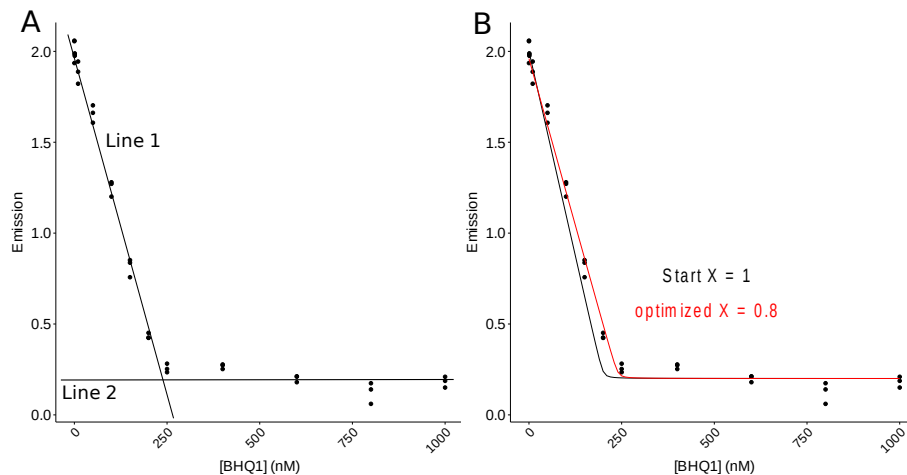 A
Emission
2.0
1.5
1.0
0.5
0.0
Line 1
Line 2
0
250
500
750
1000
[BHQ1] (nM)
B
Emission
2.0
1.5
1.0
0.5
0.0
Start X = 1
optimized X = 0.8
0
250
500
750
1000
[BHQ1] (nM)